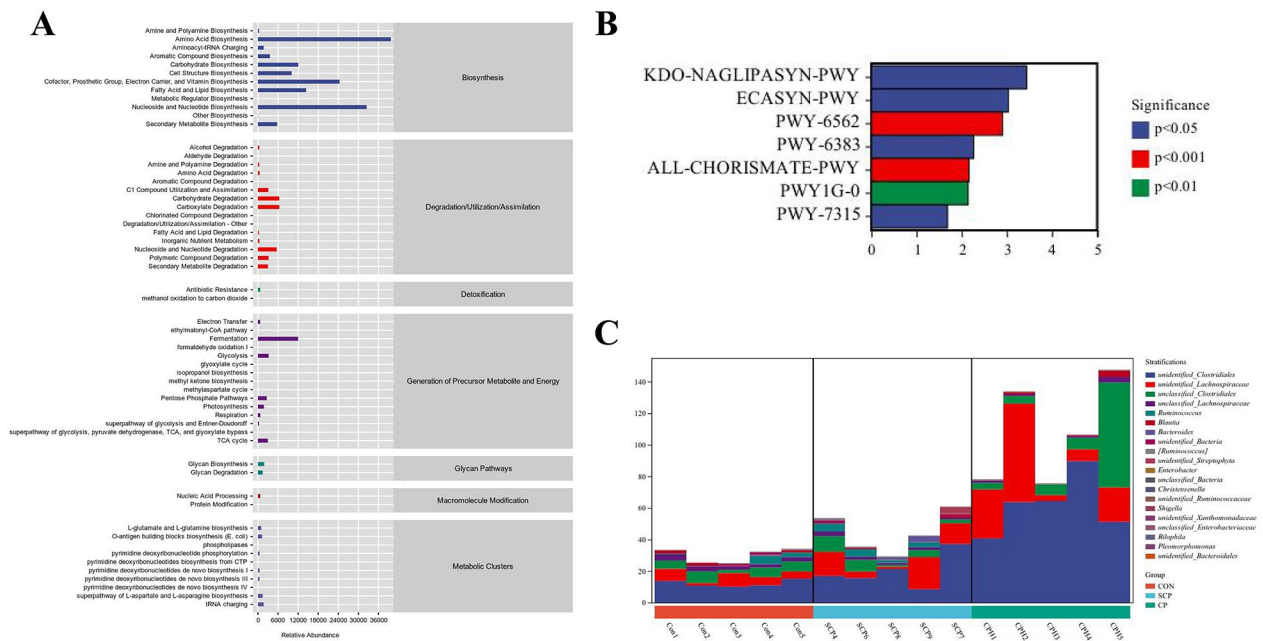 A
Amine and Polyamine Biosynthesis
Amino Acid Biosynthesis
Aminoacyl-tRNA Charging
Aromatic Compound Biosynthesis
Carbohydrate Biosynthesis
Cell Structure Biosynthesis
Cofactor, Prosthetic Group, Electron Carrier, and Vitamin Biosynthesis
Fatty Acid and Lipid Biosynthesis
Metabolic Regulator Biosynthesis
Nucleoside and Nucleotide Biosynthesis
Other Biosynthesis
Secondary Metabolite Biosynthesis
Biosynthesis
Alcohol Degradation
Aldehyde Degradation
Amine and Polyamine Degradation
Amino Acid Degradation
Aromatic Compound Degradation
C1 Compound Utilization and Assimilation
Carbohydrate Degradation
Carboxylate Degradation
Chlorinated Compound Degradation
Degradation/Utilization/Assimilation - Other
Fatty Acid and Lipid Degradation
Inorganic Nutrient Metabolism
Nucleoside and Nucleotide Degradation
Polymeric Compound Degradation
Secondary Metabolite Degradation
Degradation/Utilization/Assimilation
Antibiotic Resistance
methanol oxidation to carbon dioxide
Detoxification
Electron Transfer
ethylmalonyl-CoA pathway
Fermentation
formaldehyde oxidation I
Glycolysis
glyoxylate cycle
isopropanol biosynthesis
methyl ketone biosynthesis
methylaspartate cycle
Pentose Phosphate Pathways
Photosynthesis
Respiration
superpathway of glycolysis and Entner-Doudoroff
superpathway of glycolysis, pyruvate dehydrogenase, TCA, and glyoxylate bypass
TCA cycle
Generation of Precursor Metabolite and Energy
Glycan Biosynthesis
Glycan Degradation
Glycan Pathways
Nucleic Acid Processing
Protein Modification
Macromolecule Modification
L-glutamate and L-glutamine biosynthesis
O-antigen building blocks biosynthesis (E. coli)
phospholipases
pyrimidine deoxyribonucleotide phosphorylation
pyrimidine deoxyribonucleotides biosynthesis from CTP
pyrimidine deoxyribonucleotides de novo biosynthesis I
pyrimidine deoxyribonucleotides de novo biosynthesis III
pyrimidine deoxyribonucleotides de novo biosynthesis IV
superpathway of L-aspartate and L-asparagine biosynthesis
tRNA charging
Metabolic Clusters
0 6000 12000 18000 24000 30000 36000
Relative Abundance
B
KDO-NAGLIPASYN-PWY
ECASYN-PWY
PWY-6562
PWY-6383
ALL-CHORISMATE-PWY
PWY1G-0
PWY-7315
0 1 2 3 4 5
Significance
p<0.05
p<0.001
p<0.01
C
140
120
100
80
60
40
20
0
Con1 Con2 Con3 Con4 Con5 SCP4 SCP6 SCP8 SCP9 SCP7 CPH1 CPH2 CPH3 CPH4 CPH5
Stratifications
unidentified_Clostridiales
unidentified_Lachnospiraceae
unclassified_Clostridiales
unclassified_Lachnospiraceae
Ruminococcus
Blautia
Bacteroides
unidentified_Bacteria
[Ruminococcus]
unidentified_Streptophyta
Enterobacter
unclassified_Bacteria
Christensenella
unidentified_Ruminococcaceae
Shigella
unidentified_Xanthomonadaceae
unclassified_Enterobacteriaceae
Bilophila
Pleomorphomonas
unidentified_Bacteroidales
Group
CON
SCP
CP